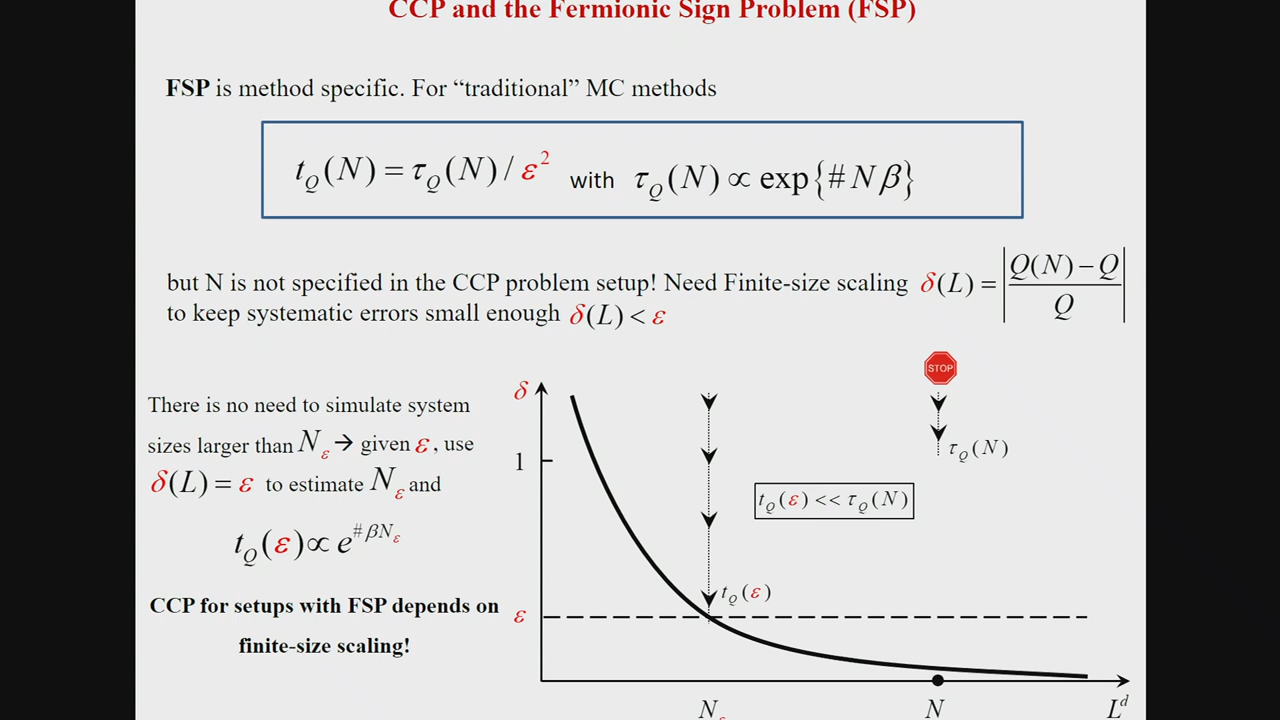 CCP and the Fermionic Sign Problem (FSP)
FSP is method specific. For “traditional” MC methods
t_Q(N) = τ_Q(N) / ε² with τ_Q(N) ∝ exp{# N β}
but N is not specified in the CCP problem setup! Need Finite-size scaling δ(L) = |Q(N) − Q / Q|
to keep systematic errors small enough δ(L) < ε
There is no need to simulate system
sizes larger than N_ε → given ε, use
δ(L) = ε to estimate N_ε and
t_Q(ε) ∝ e^{#βN_ε}
CCP for setups with FSP depends on
finite-size scaling!
δ
1
ε
STOP
τ_Q(N)
t_Q(ε) << τ_Q(N)
t_Q(ε)
N_ε
N
L^d